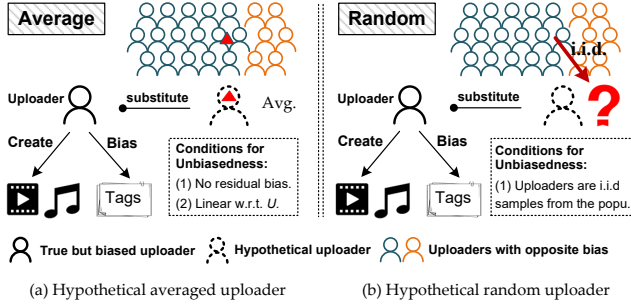 Average
Uploader
substitute
Avg.
Create
Bias
Tags
Conditions for
Unbiasedness:
(1) No residual bias.
(2) Linear w.r.t. U.
Random
i.i.d.
Uploader
substitute
?
Create
Bias
Tags
Conditions for
Unbiasedness:
(1) Uploaders are i.i.d
samples from the popu.
True but biased uploader
Hypothetical uploader
Uploaders with opposite bias
(a) Hypothetical averaged uploader
(b) Hypothetical random uploader